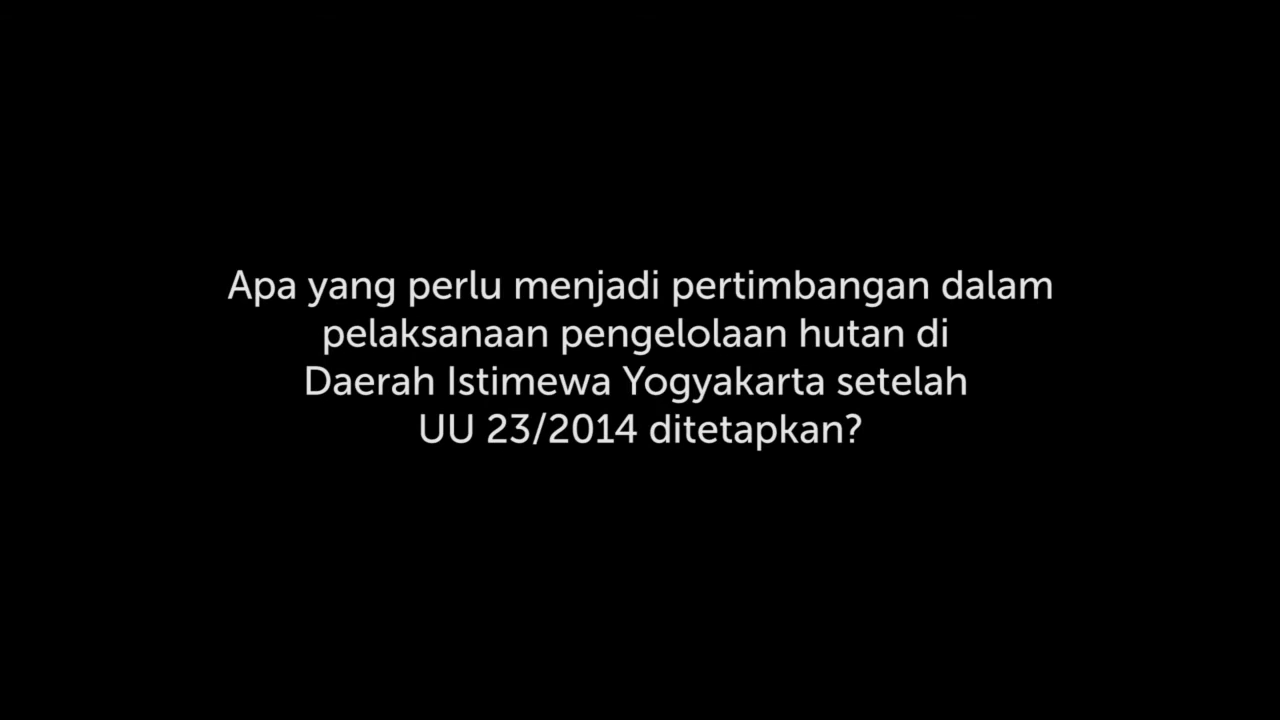 Apa yang perlu menjadi pertimbangan dalam
pelaksanaan pengelolaan hutan di
Daerah Istimewa Yogyakarta setelah
UU 23/2014 ditetapkan?